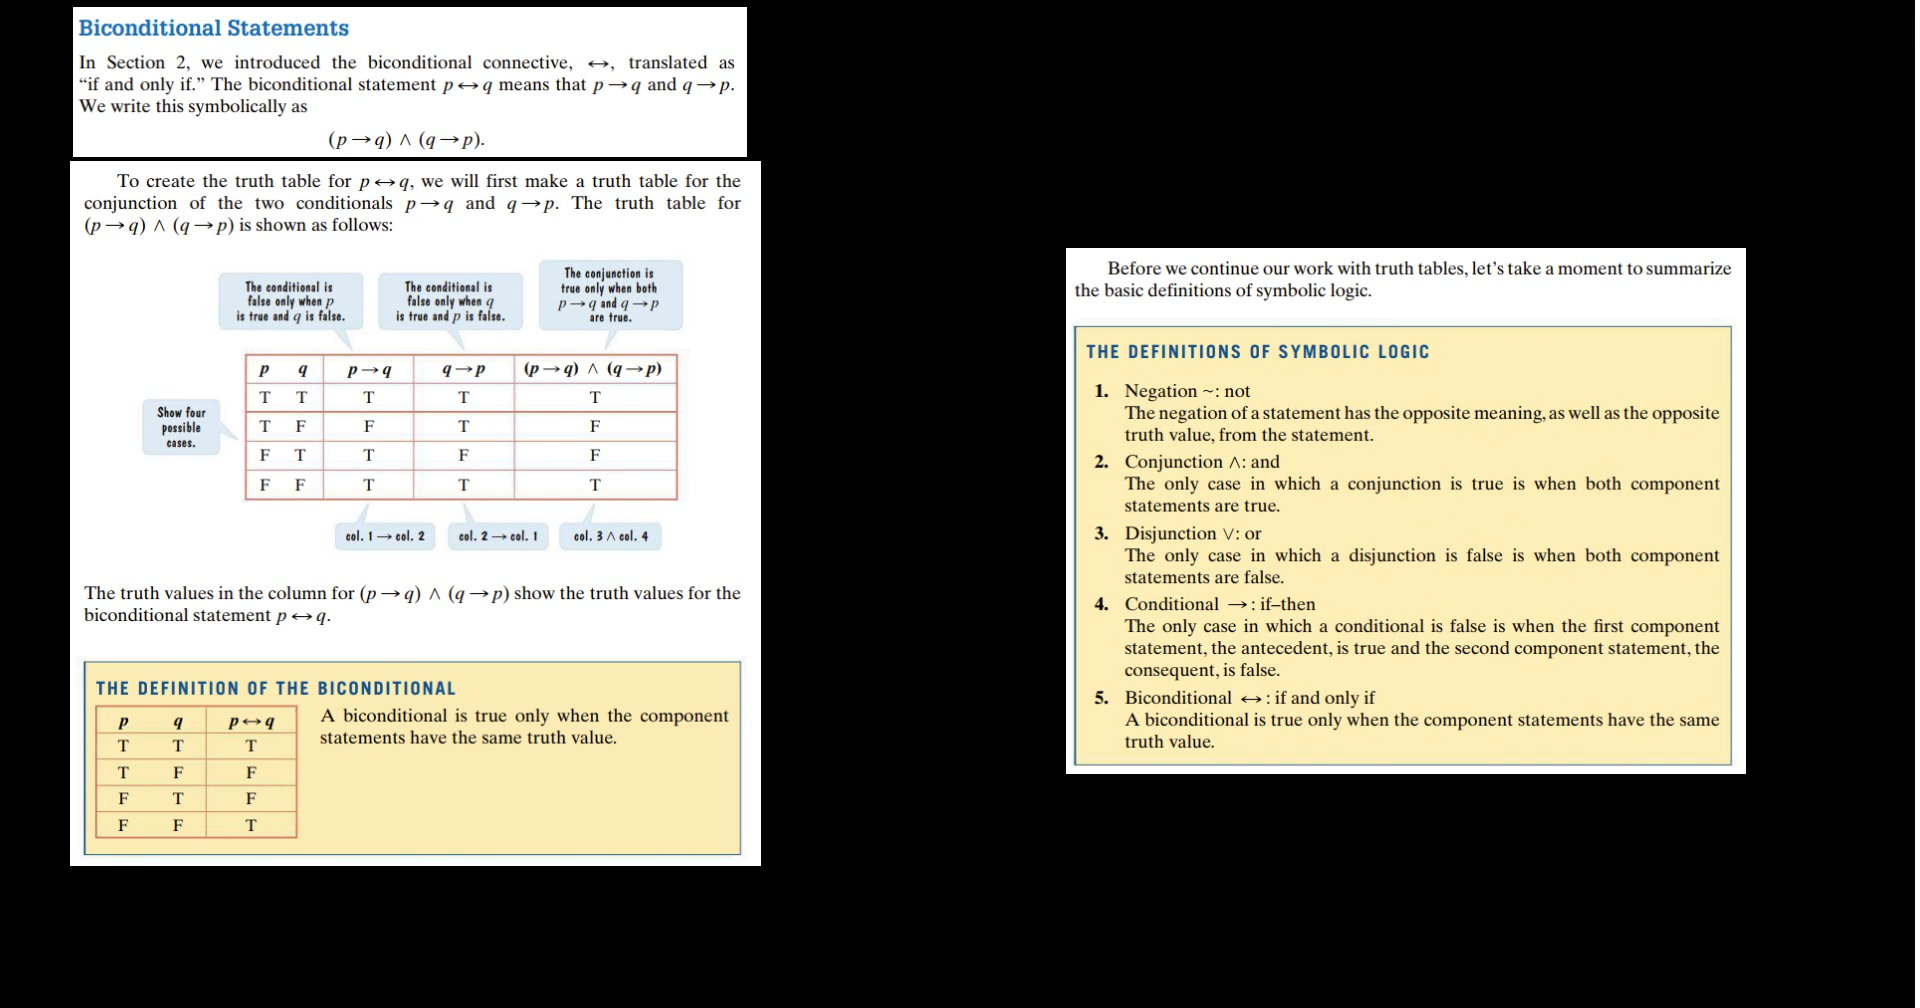 Biconditional Statements
In Section 2, we introduced the biconditional connective, ↔, translated as
“if and only if.” The biconditional statement p ↔ q means that p → q and q → p.
We write this symbolically as
(p → q) ∧ (q → p).
To create the truth table for p ↔ q, we will first make a truth table for the
conjunction of the two conditionals p → q and q → p. The truth table for
(p → q) ∧ (q → p) is shown as follows:
The conditional is
false only when p
is true and q is false.
The conditional is
false only when q
is true and p is false.
The conjunction is
true only when both
p → q and q → p
are true.
Show four
possible
cases.
p q p → q q → p (p → q) ∧ (q → p)
T T T T T
T F F T F
F T T F F
F F T T T
col. 1 → col. 2 col. 2 → col. 1 col. 3 ∧ col. 4
The truth values in the column for (p → q) ∧ (q → p) show the truth values for the
biconditional statement p ↔ q.
THE DEFINITION OF THE BICONDITIONAL
p q p ↔ q
T T T
T F F
F T F
F F T
A biconditional is true only when the component
statements have the same truth value.
Before we continue our work with truth tables, let’s take a moment to summarize
the basic definitions of symbolic logic.
THE DEFINITIONS OF SYMBOLIC LOGIC
1. Negation ~: not
The negation of a statement has the opposite meaning, as well as the opposite
truth value, from the statement.
2. Conjunction ∧: and
The only case in which a conjunction is true is when both component
statements are true.
3. Disjunction ∨: or
The only case in which a disjunction is false is when both component
statements are false.
4. Conditional →: if–then
The only case in which a conditional is false is when the first component
statement, the antecedent, is true and the second component statement, the
consequent, is false.
5. Biconditional ↔: if and only if
A biconditional is true only when the component statements have the same
truth value.